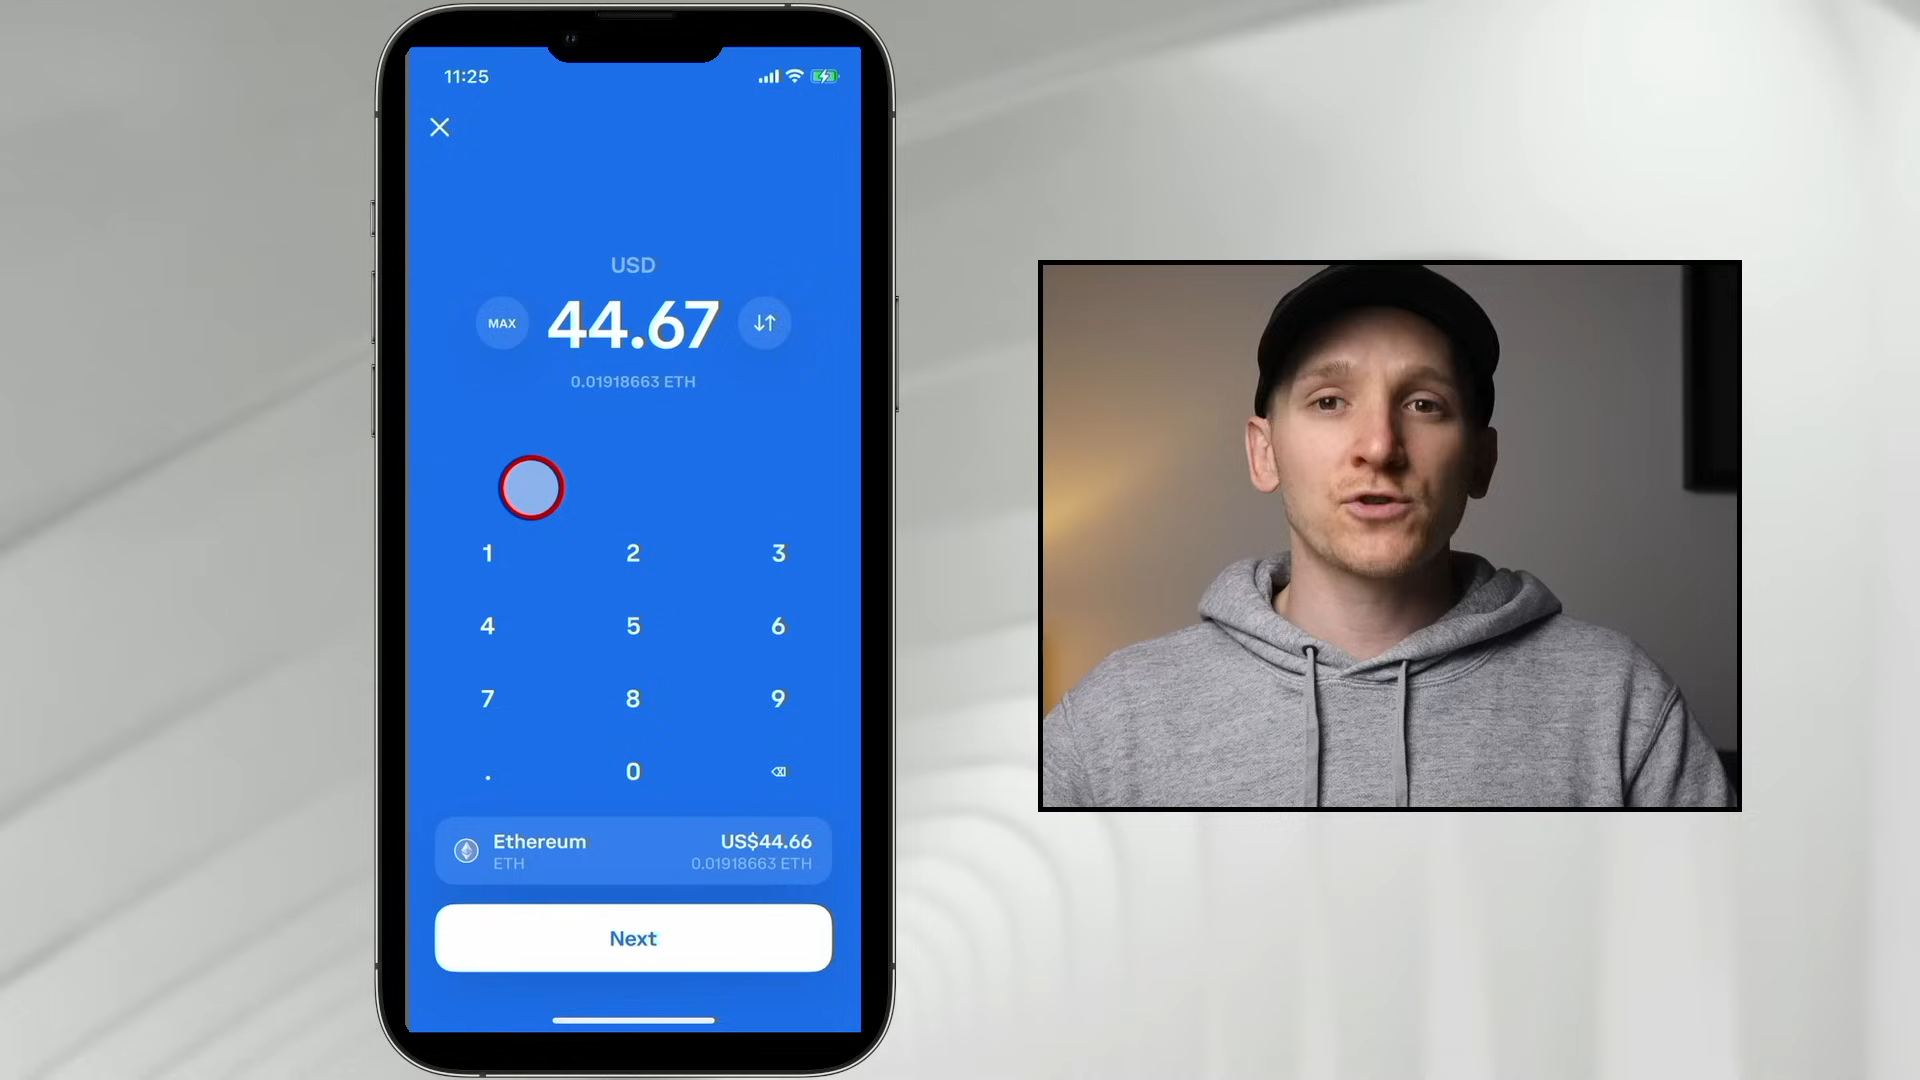 11:25
USD
MAX 44.67
0.01918663 ETH
1 2 3
4 5 6
7 8 9
. 0
Ethereum US$44.66
ETH 0.01918663 ETH
Next